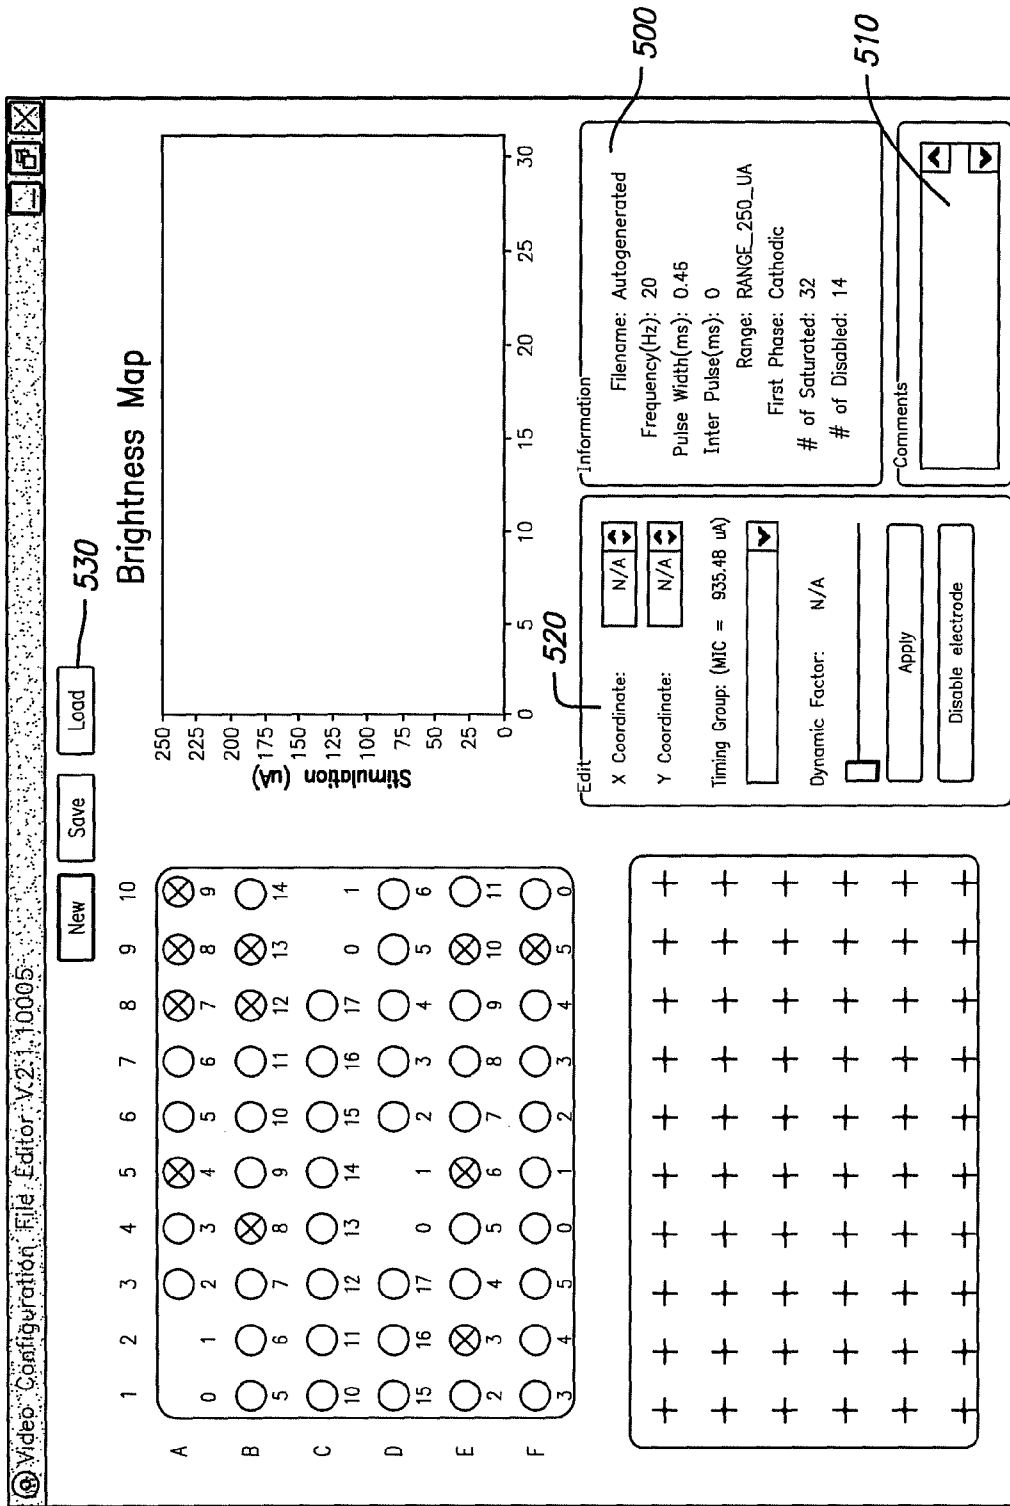 Video Configuration File Editor V.2.1.10005
New Save Load
530
1 2 3 4 5 6 7 8 9 10
A
0 1 2 3 4 5 6 7 8 9
B
5 6 7 8 9 10 11 12 13 14
C
10 11 12 13 14 15 16 17 0 1
D
15 16 17 0 1 2 3 4 5 6
E
2 3 4 5 6 7 8 9 10 11
F
3 4 5 0 1 2 3 4 5 0
Brightness Map
Stimulation (uA)
250
225
200
175
150
125
100
75
50
25
0
0 5 10 15 20 25 30
Edit
520
X Coordinate: N/A
Y Coordinate: N/A
Timing Group: (MIC = 935.48 uA)
Dynamic Factor: N/A
Apply
Disable electrode
Information
500
Filename: Autogenerated
Frequency(Hz): 20
Pulse Width(ms): 0.46
Inter Pulse(ms): 0
Range: RANGE_250_UA
First Phase: Cathodic
# of Saturated: 32
# of Disabled: 14
Comments
510